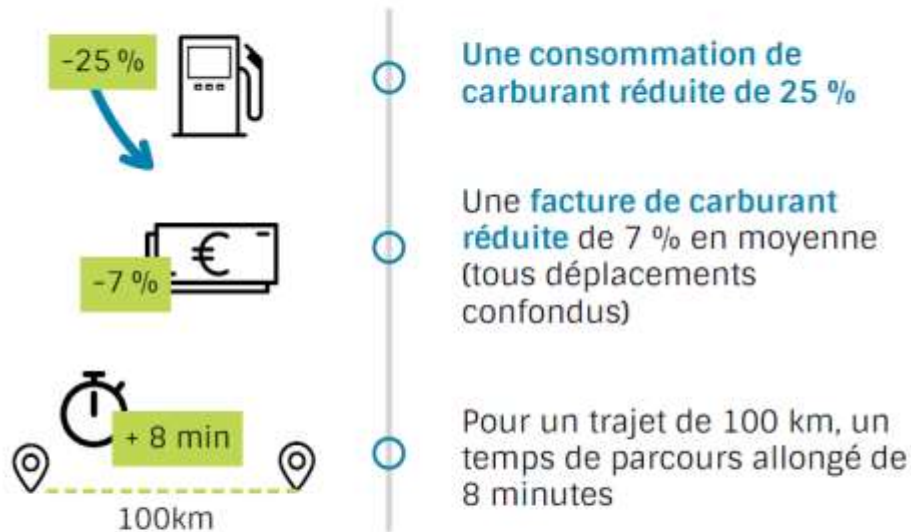 -25 %
Une consommation de
carburant réduite de 25 %
€
-7 %
Une facture de carburant
réduite de 7 % en moyenne
(tous déplacements
confondus)
+ 8 min
100km
Pour un trajet de 100 km, un
temps de parcours allongé de
8 minutes